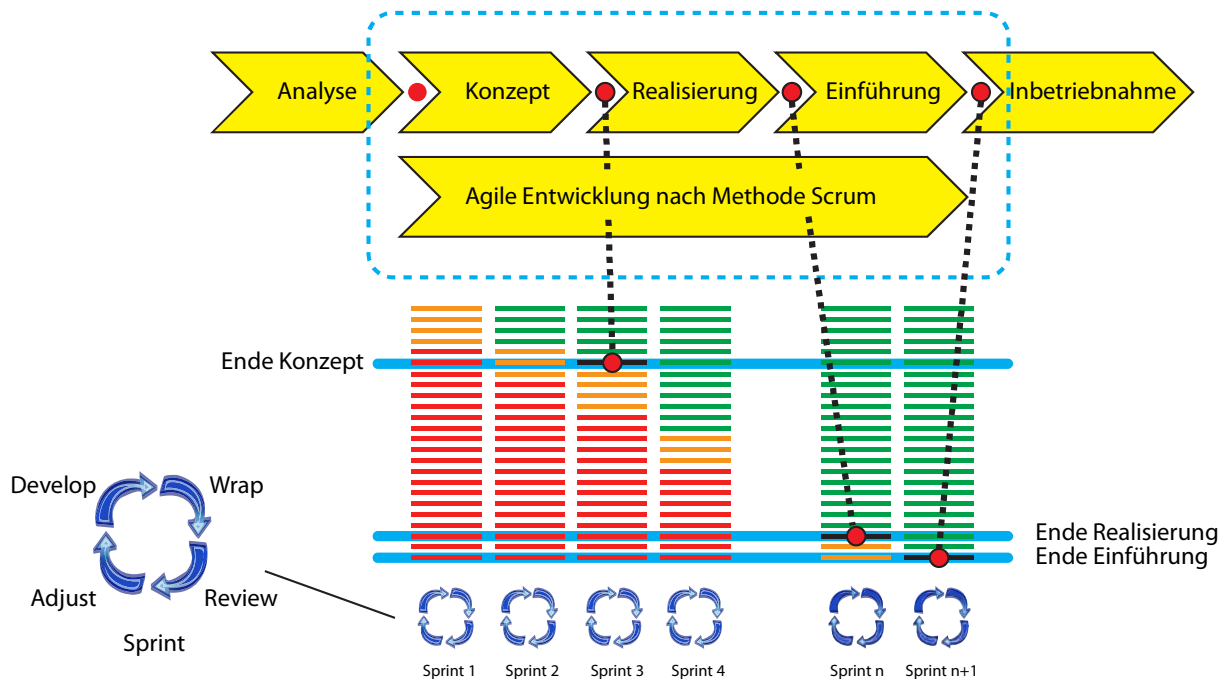 Analyse
Konzept
Realisierung
Einführung
Inbetriebnahme
Agile Entwicklung nach Methode Scrum
Ende Konzept
Develop
Wrap
Adjust
Review
Sprint
Ende Realisierung
Ende Einführung
Sprint 1
Sprint 2
Sprint 3
Sprint 4
Sprint n
Sprint n+1